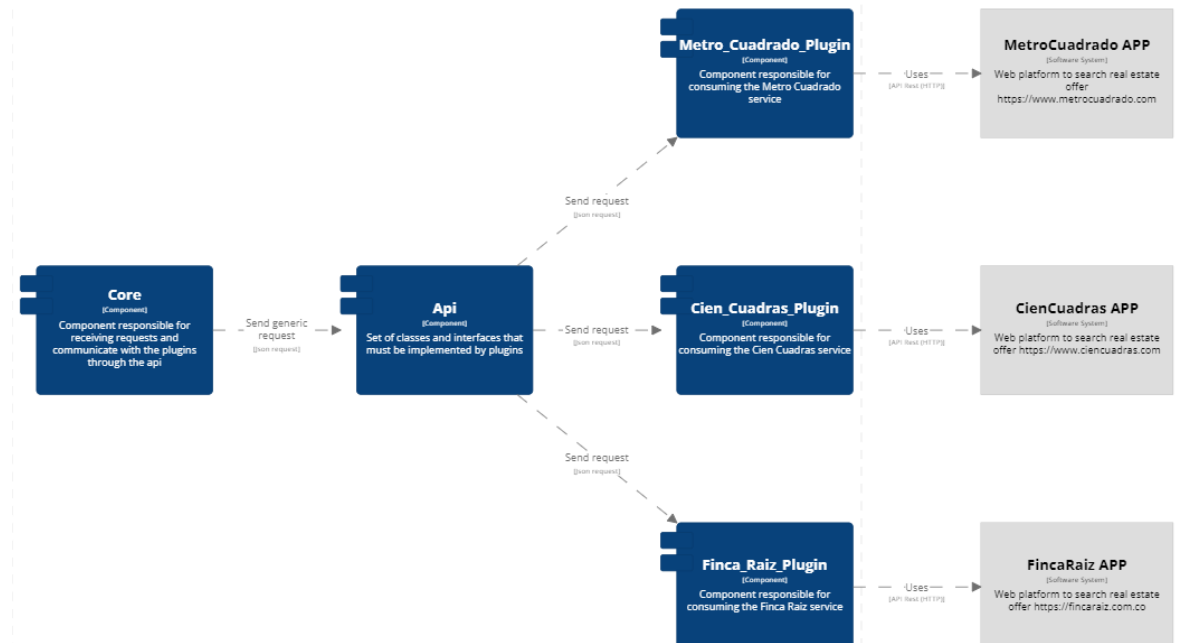 Metro_Cuadrado_Plugin
[Component]
Component responsible for
consuming the Metro Cuadrado
service
Uses
[API Rest (HTTP)]
MetroCuadrado APP
[Software System]
Web platform to search real estate
offer
https://www.metrocuadrado.com
Send request
[Json request]
Core
[Component]
Component responsible for
receiving requests and
communicate with the plugins
through the api
Send generic
request
[Json request]
Api
[Component]
Set of classes and interfaces that
must be implemented by plugins
Send request
[Json request]
Cien_Cuadras_Plugin
[Component]
Component responsible for
consuming the Cien Cuadras service
Uses
[API Rest (HTTP)]
CienCuadras APP
[Software System]
Web platform to search real estate
offer https://www.ciencuadras.com
Send request
[Json request]
Finca_Raiz_Plugin
[Component]
Component responsible for
consuming the Finca Raiz service
Uses
[API Rest (HTTP)]
FincaRaiz APP
[Software System]
Web platform to search real estate
offer https://fincaraiz.com.co